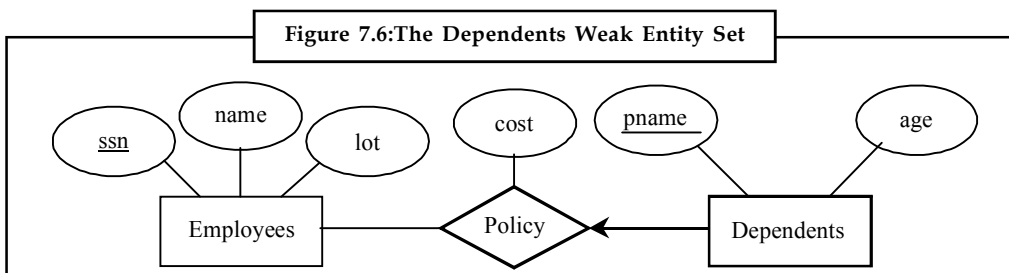 Figure 7.6:The Dependents Weak Entity Set
ssn
name
lot
cost
pname
age
Employees
Policy
Dependents